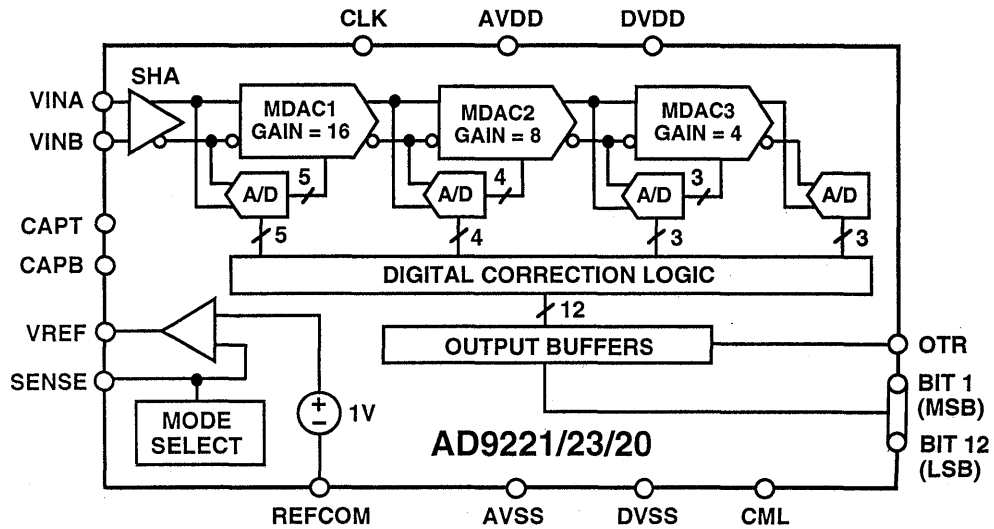 CLK
AVDD
DVDD
SHA
VINA
VINB
MDAC1
GAIN = 16
MDAC2
GAIN = 8
MDAC3
GAIN = 4
A/D
5
A/D
4
A/D
3
A/D
5
4
3
3
CAPT
CAPB
DIGITAL CORRECTION LOGIC
12
VREF
OUTPUT BUFFERS
OTR
SENSE
BIT 1
(MSB)
MODE
SELECT
+
−
1V
AD9221/23/20
BIT 12
(LSB)
REFCOM
AVSS
DVSS
CML